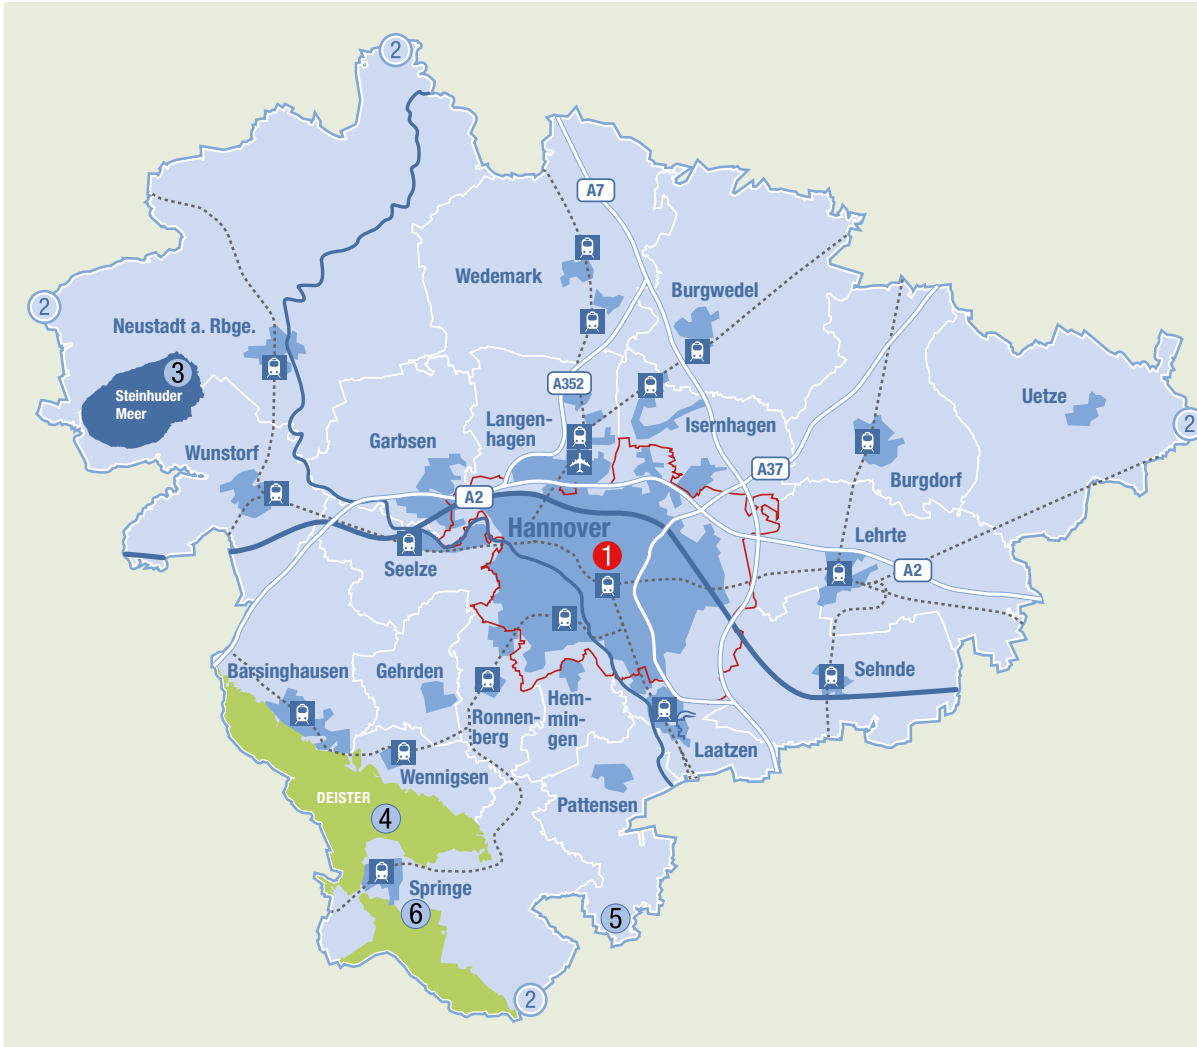 2
A7
Wedemark
Burgwedel
2
Neustadt a. Rbge.
3
Steinhuder
Meer
A352
Uetze
Langen-
hagen
Isernhagen
2
Garbsen
Wunstorf
A37
Burgdorf
A2
Hannover
Lehrte
1
Seelze
A2
Barsinghausen
Gehrden
Sehnde
Ronnen-
berg
Hem-
min-
gen
Laatzen
Wennigsen
DEISTER
Pattensen
4
Springe
6
5
2